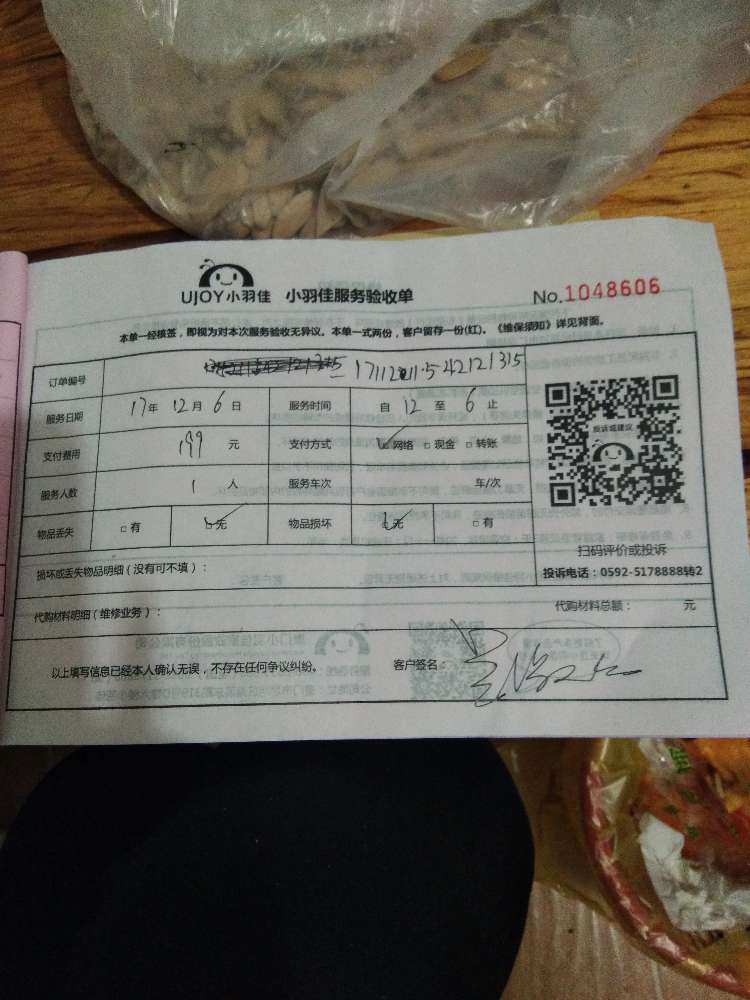 UJOY小羽佳 小羽佳服务验收单 No.1048606
本单一经核签,即视为对本次服务验收无异议。本单一式两份,客户留存一份(红)。《维保须知》详见背面。
订单编号
服务日期 17年 12月 6日 服务时间 自 12 至 6 止
支付费用 199 元 支付方式 ☑网络 □现金 □转账
服务人数 1 人 服务车次 车/次
物品丢失 □有 ☑无 物品损坏 ☑无 □有
投诉或建议
扫码评价或投诉
投诉电话:0592-5178888转2
损坏或丢失物品明细(没有可不填):
代购材料明细(维修业务): 代购材料总额: 元
以上填写信息已经本人确认无误,不存在任何争议纠纷。 客户签名: